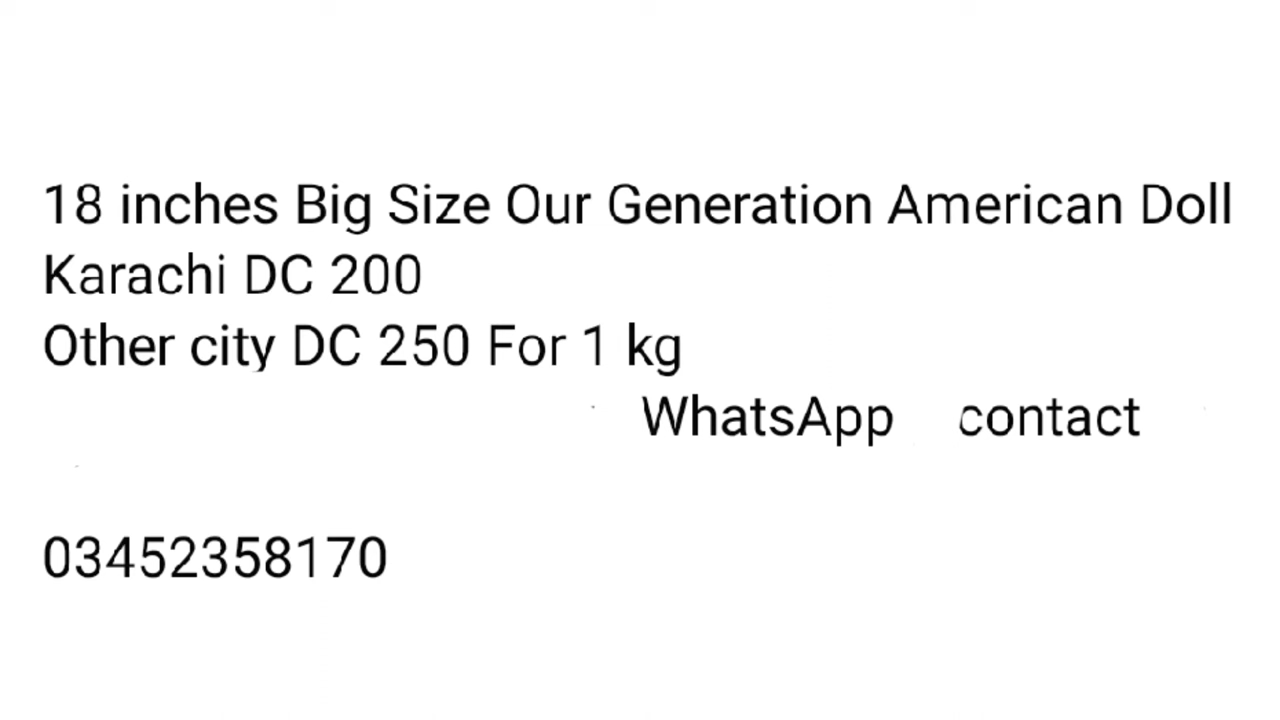 18 inches Big Size Our Generation American Doll
Karachi DC 200
Other city DC 250 For 1 kg
WhatsApp contact
03452358170